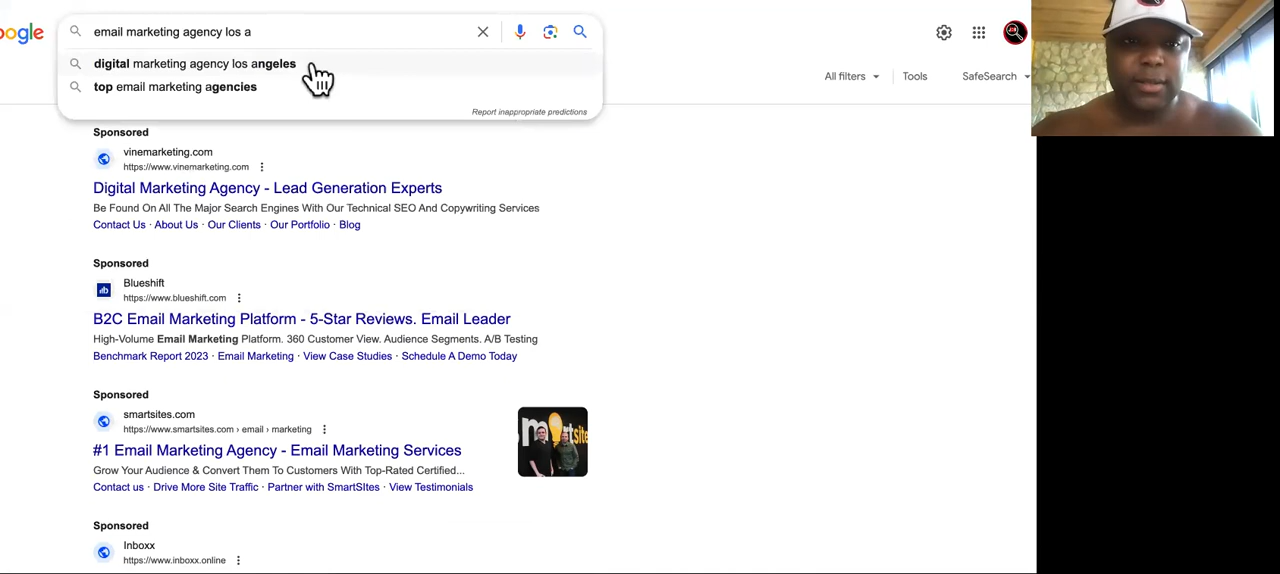 oogle
email marketing agency los a
digital marketing agency los angeles
top email marketing agencies
Report inappropriate predictions
All filters
Tools
SafeSearch
Sponsored
vinemarketing.com
https://www.vinemarketing.com
Digital Marketing Agency - Lead Generation Experts
Be Found On All The Major Search Engines With Our Technical SEO And Copywriting Services
Contact Us · About Us · Our Clients · Our Portfolio · Blog
Sponsored
Blueshift
https://www.blueshift.com
B2C Email Marketing Platform - 5-Star Reviews. Email Leader
High-Volume Email Marketing Platform. 360 Customer View. Audience Segments. A/B Testing
Benchmark Report 2023 · Email Marketing · View Case Studies · Schedule A Demo Today
Sponsored
smartsites.com
https://www.smartsites.com › email › marketing
#1 Email Marketing Agency - Email Marketing Services
Grow Your Audience & Convert Them To Customers With Top-Rated Certified...
Contact us · Drive More Site Traffic · Partner with SmartSItes · View Testimonials
Sponsored
Inboxx
https://www.inboxx.online